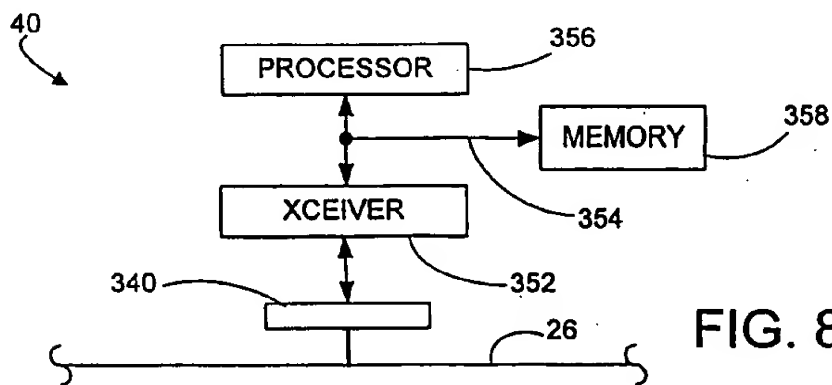 40
PROCESSOR
356
MEMORY
358
XCEIVER
354
340
352
26
FIG. 8